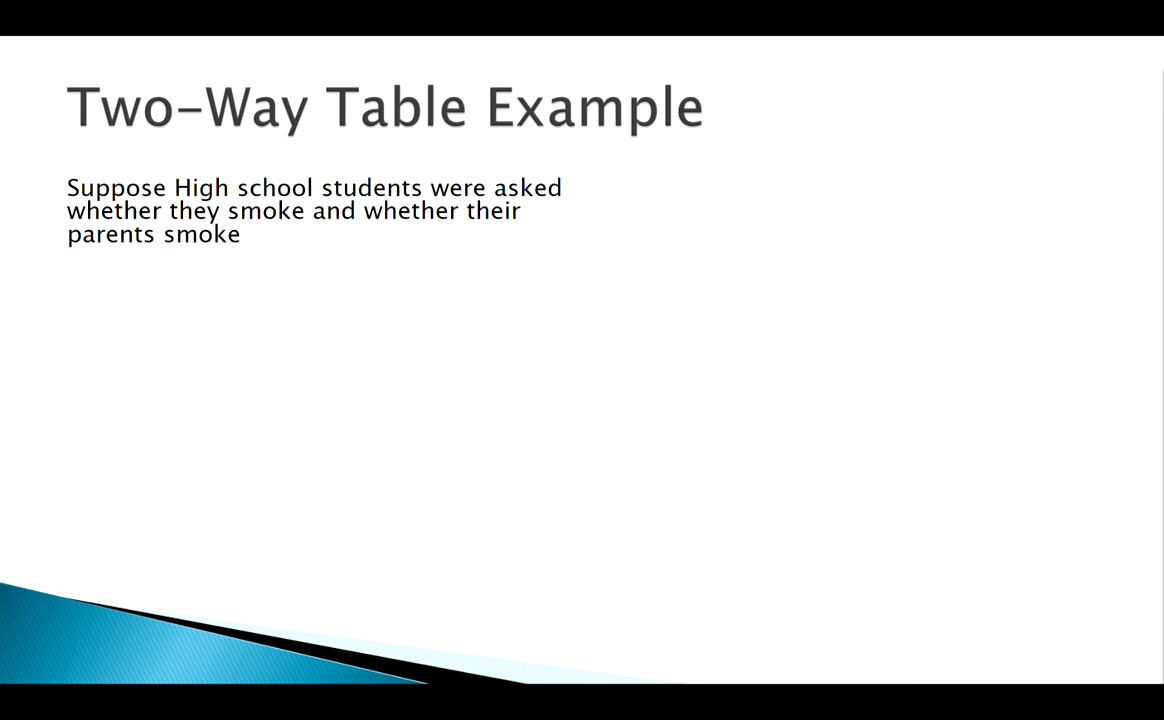 Two-Way Table Example
Suppose High school students were asked
whether they smoke and whether their
parents smoke